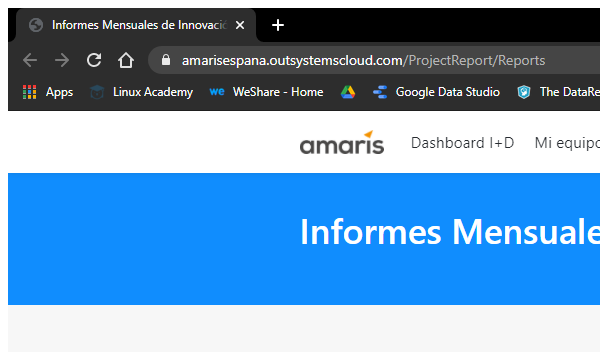 Informes Mensuales de Innovació
amarisespana.outsystemscloud.com/ProjectReport/Reports
Apps Linux Academy we WeShare - Home Google Data Studio The DataRe
amaris Dashboard I+D Mi equipo
Informes Mensuale